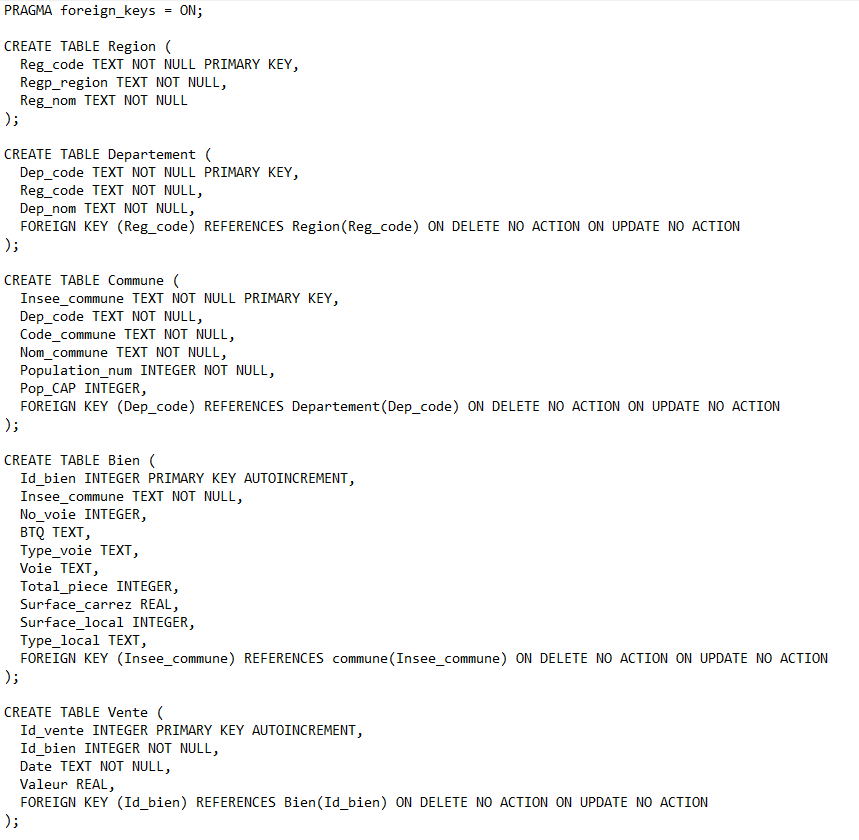 PRAGMA foreign_keys = ON;

CREATE TABLE Region (
  Reg_code TEXT NOT NULL PRIMARY KEY,
  Regp_region TEXT NOT NULL,
  Reg_nom TEXT NOT NULL
);

CREATE TABLE Departement (
  Dep_code TEXT NOT NULL PRIMARY KEY,
  Reg_code TEXT NOT NULL,
  Dep_nom TEXT NOT NULL,
  FOREIGN KEY (Reg_code) REFERENCES Region(Reg_code) ON DELETE NO ACTION ON UPDATE NO ACTION
);

CREATE TABLE Commune (
  Insee_commune TEXT NOT NULL PRIMARY KEY,
  Dep_code TEXT NOT NULL,
  Code_commune TEXT NOT NULL,
  Nom_commune TEXT NOT NULL,
  Population_num INTEGER NOT NULL,
  Pop_CAP INTEGER,
  FOREIGN KEY (Dep_code) REFERENCES Departement(Dep_code) ON DELETE NO ACTION ON UPDATE NO ACTION
);

CREATE TABLE Bien (
  Id_bien INTEGER PRIMARY KEY AUTOINCREMENT,
  Insee_commune TEXT NOT NULL,
  No_voie INTEGER,
  BTQ TEXT,
  Type_voie TEXT,
  Voie TEXT,
  Total_piece INTEGER,
  Surface_carrez REAL,
  Surface_local INTEGER,
  Type_local TEXT,
  FOREIGN KEY (Insee_commune) REFERENCES commune(Insee_commune) ON DELETE NO ACTION ON UPDATE NO ACTION
);

CREATE TABLE Vente (
  Id_vente INTEGER PRIMARY KEY AUTOINCREMENT,
  Id_bien INTEGER NOT NULL,
  Date TEXT NOT NULL,
  Valeur REAL,
  FOREIGN KEY (Id_bien) REFERENCES Bien(Id_bien) ON DELETE NO ACTION ON UPDATE NO ACTION
);